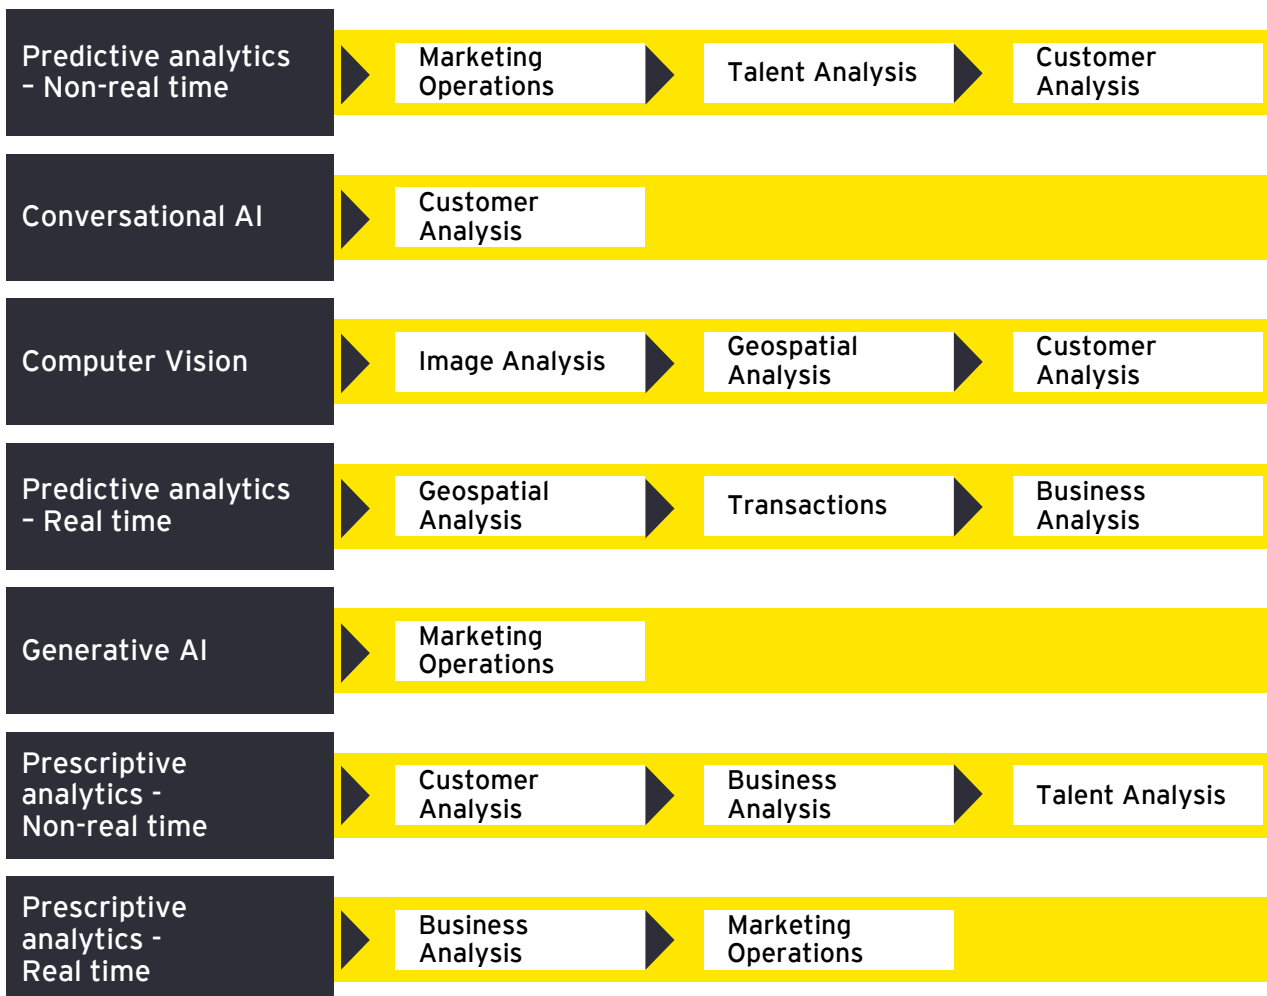 Predictive analytics
– Non-real time
Marketing
Operations
Talent Analysis
Customer
Analysis
Conversational AI
Customer
Analysis
Computer Vision
Image Analysis
Geospatial
Analysis
Customer
Analysis
Predictive analytics
– Real time
Geospatial
Analysis
Transactions
Business
Analysis
Generative AI
Marketing
Operations
Prescriptive
analytics -
Non-real time
Customer
Analysis
Business
Analysis
Talent Analysis
Prescriptive
analytics -
Real time
Business
Analysis
Marketing
Operations